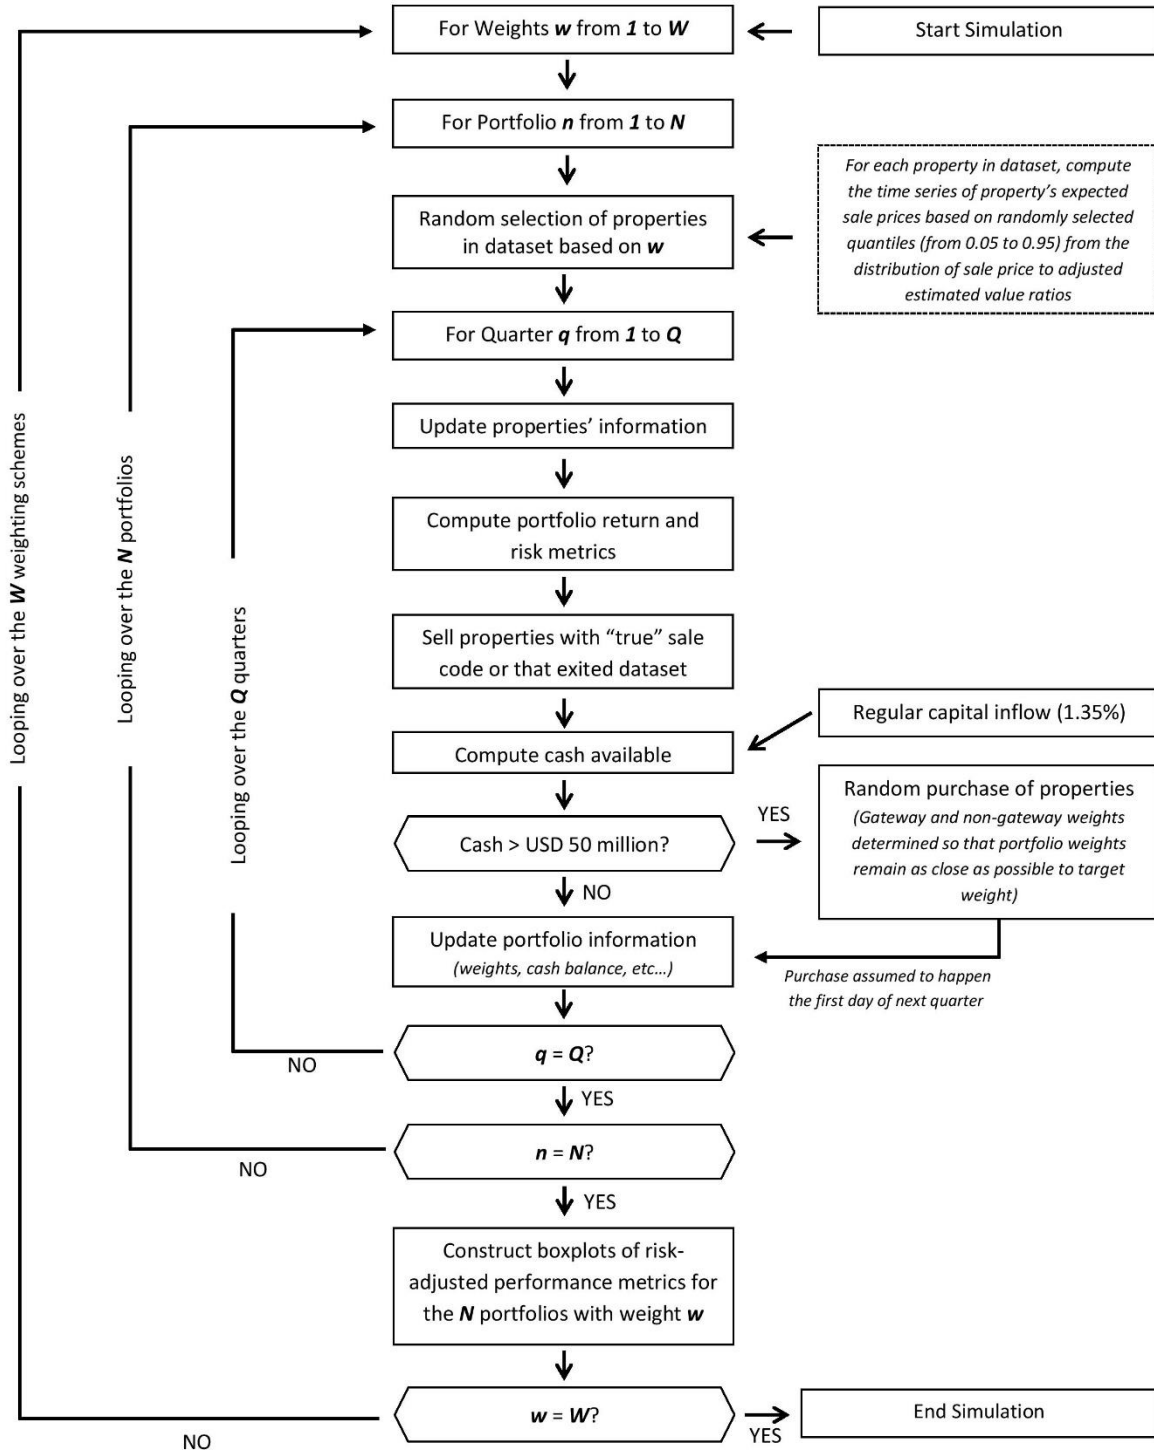 For Weights w from 1 to W
Start Simulation
For Portfolio n from 1 to N
For each property in dataset, compute
the time series of property’s expected
sale prices based on randomly selected
quantiles (from 0.05 to 0.95) from the
distribution of sale price to adjusted
estimated value ratios
Random selection of properties
in dataset based on w
For Quarter q from 1 to Q
Update properties’ information
Compute portfolio return and
risk metrics
Sell properties with “true” sale
code or that exited dataset
Regular capital inflow (1.35%)
Compute cash available
Cash > USD 50 million?
YES
Random purchase of properties
(Gateway and non-gateway weights
determined so that portfolio weights
remain as close as possible to target
weight)
NO
Update portfolio information
(weights, cash balance, etc...)
Purchase assumed to happen
the first day of next quarter
q = Q?
NO
YES
n = N?
NO
YES
Construct boxplots of risk-
adjusted performance metrics for
the N portfolios with weight w
w = W?
NO
YES
End Simulation
Looping over the W weighting schemes
Looping over the N portfolios
Looping over the Q quarters